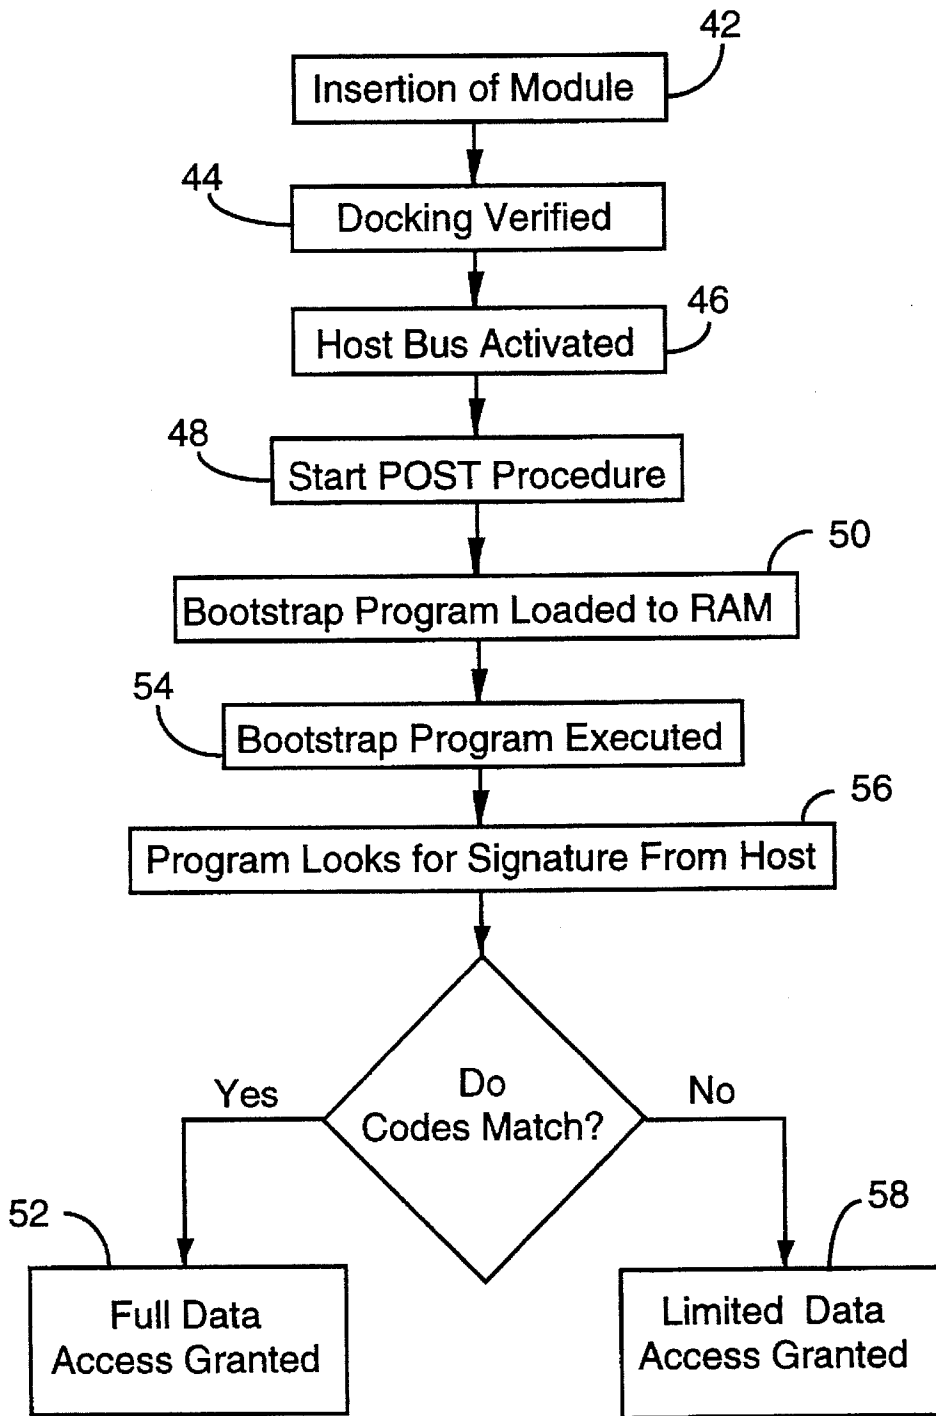 42
Insertion of Module
44
Docking Verified
46
Host Bus Activated
48
Start POST Procedure
50
Bootstrap Program Loaded to RAM
54
Bootstrap Program Executed
56
Program Looks for Signature From Host
Do
Codes Match?
Yes
No
52
58
Full Data
Access Granted
Limited Data
Access Granted